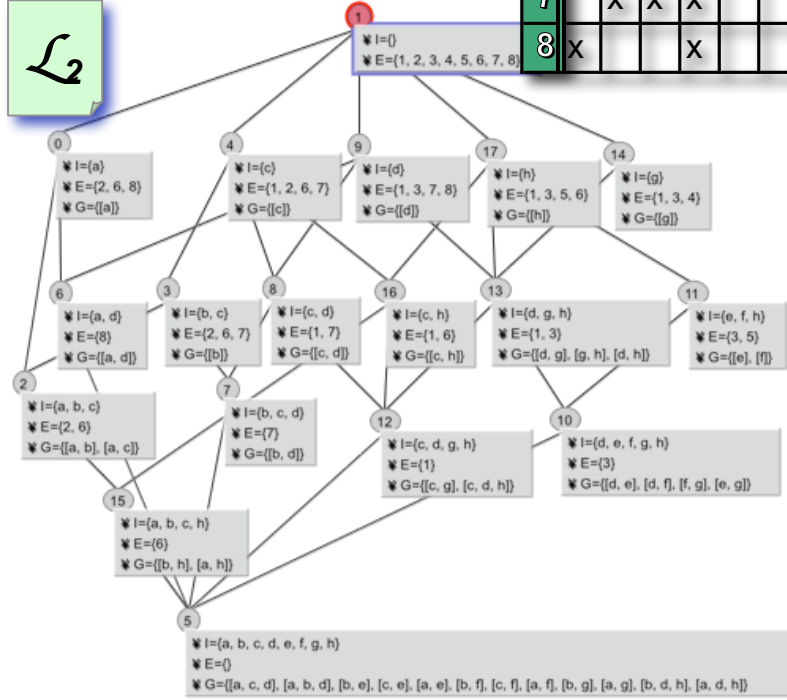 ℒ2
7 x x x
8 x x
1
I={}
E={1, 2, 3, 4, 5, 6, 7, 8}
0
I={a}
E={2, 6, 8}
G={[a]}
4
I={c}
E={1, 2, 6, 7}
G={[c]}
9
I={d}
E={1, 3, 7, 8}
G={[d]}
17
I={h}
E={1, 3, 5, 6}
G={[h]}
14
I={g}
E={1, 3, 4}
G={[g]}
6
I={a, d}
E={8}
G={[a, d]}
3
I={b, c}
E={2, 6, 7}
G={[b]}
8
I={c, d}
E={1, 7}
G={[c, d]}
16
I={c, h}
E={1, 6}
G={[c, h]}
13
I={d, g, h}
E={1, 3}
G={[d, g], [g, h], [d, h]}
11
I={e, f, h}
E={3, 5}
G={[e], [f]}
2
I={a, b, c}
E={2, 6}
G={[a, b], [a, c]}
7
I={b, c, d}
E={7}
G={[b, d]}
12
I={c, d, g, h}
E={1}
G={[c, g], [c, d, h]}
10
I={d, e, f, g, h}
E={3}
G={[d, e], [d, f], [f, g], [e, g]}
15
I={a, b, c, h}
E={6}
G={[b, h], [a, h]}
5
I={a, b, c, d, e, f, g, h}
E={}
G={[a, c, d], [a, b, d], [b, e], [c, e], [a, e], [b, f], [c, f], [a, f], [b, g], [a, g], [b, d, h], [a, d, h]}